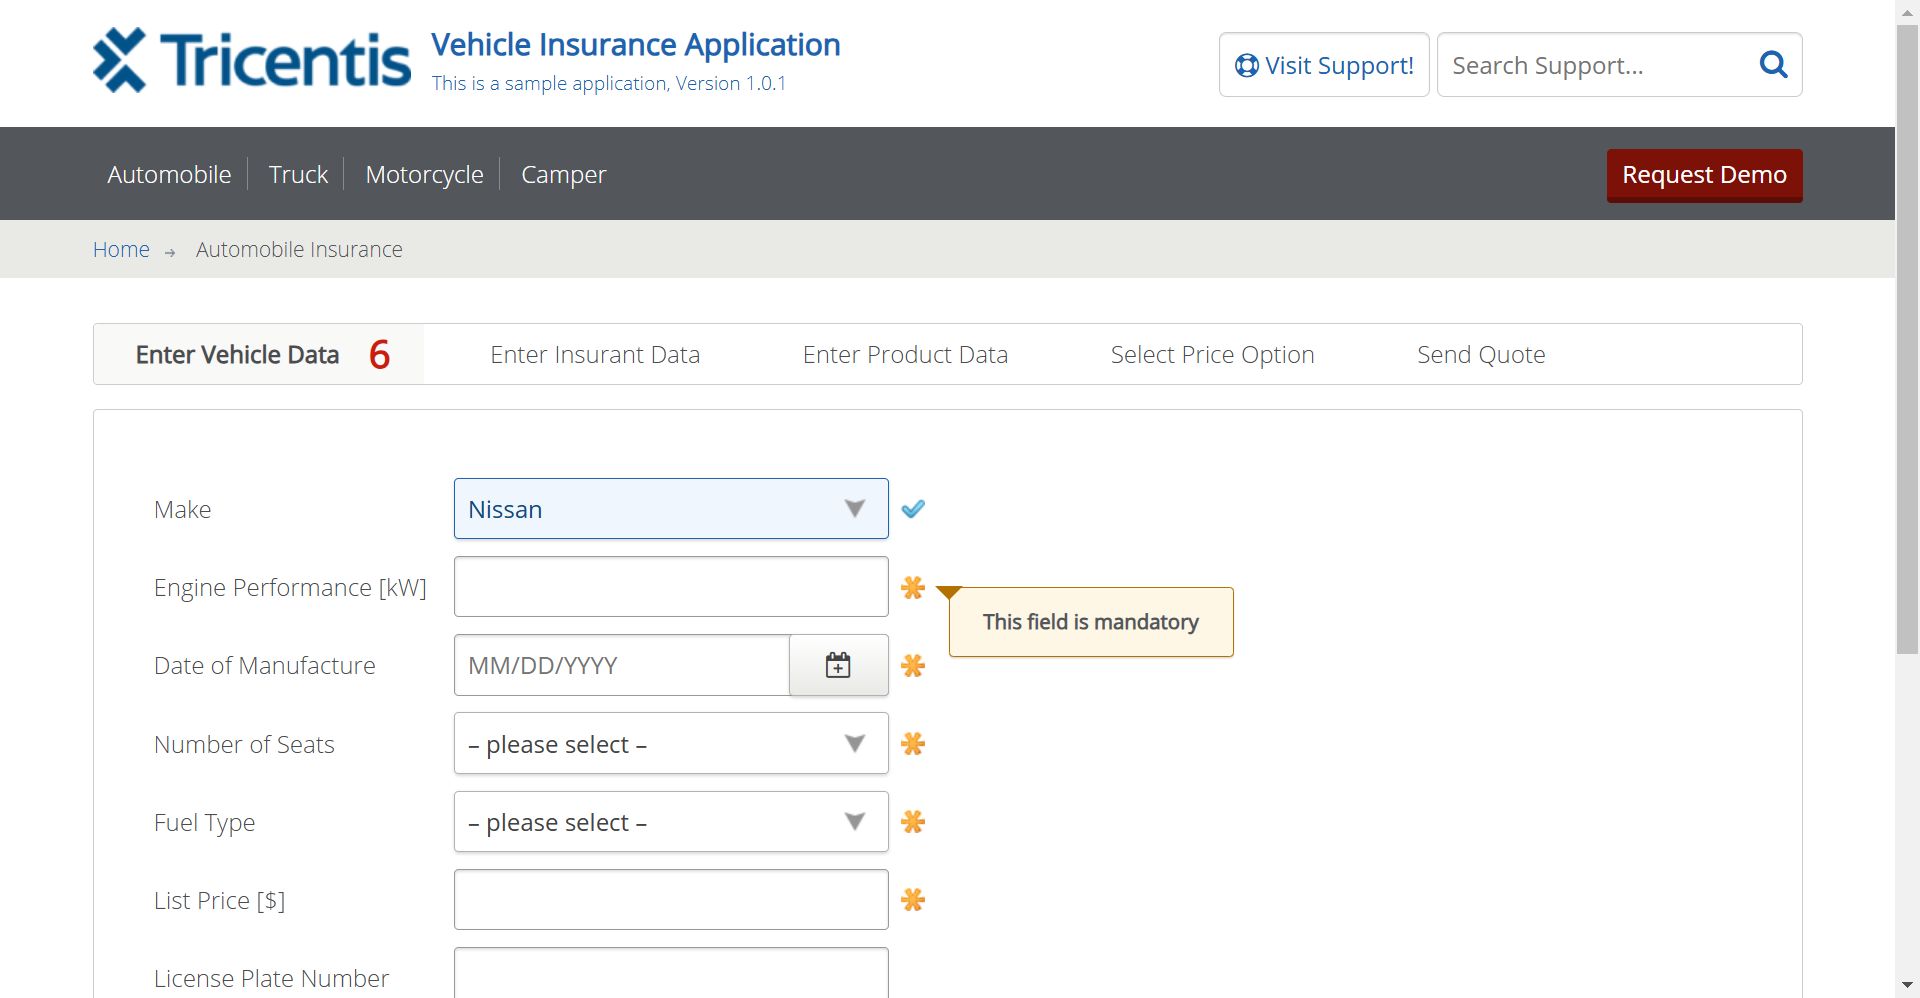 Tricentis
Vehicle Insurance Application
This is a sample application, Version 1.0.1
Visit Support!
Search Support...
Automobile
Truck
Motorcycle
Camper
Request Demo
Home
Automobile Insurance
Enter Vehicle Data 6
Enter Insurant Data
Enter Product Data
Select Price Option
Send Quote
Make
Nissan
Engine Performance [kW]
This field is mandatory
Date of Manufacture
MM/DD/YYYY
Number of Seats
– please select –
Fuel Type
– please select –
List Price [$]
License Plate Number